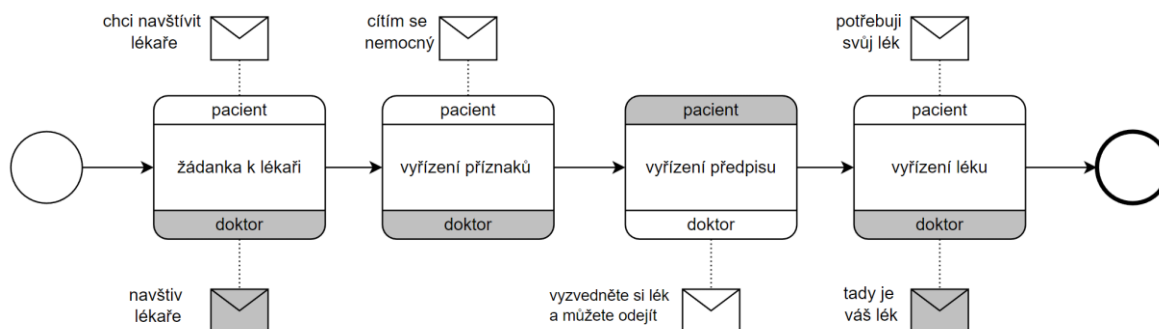 chci navštívit
lékaře
cítím se
nemocný
potřebuji
svůj lék
pacient
pacient
pacient
pacient
žádanka k lékaři
vyřízení příznaků
vyřízení předpisu
vyřízení léku
doktor
doktor
doktor
doktor
navštiv
lékaře
vyzvedněte si lék
a můžete odejít
tady je
váš lék